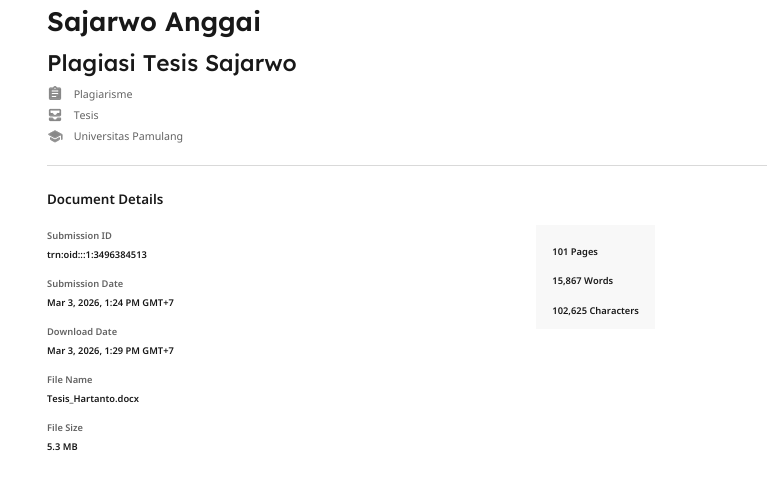 Sajarwo Anggai
Plagiasi Tesis Sajarwo
Plagiarisme
Tesis
Universitas Pamulang
Document Details
Submission ID
trn:oid:::1:3496384513
Submission Date
Mar 3, 2026, 1:24 PM GMT+7
Download Date
Mar 3, 2026, 1:29 PM GMT+7
File Name
Tesis_Hartanto.docx
File Size
5.3 MB
101 Pages
15,867 Words
102,625 Characters